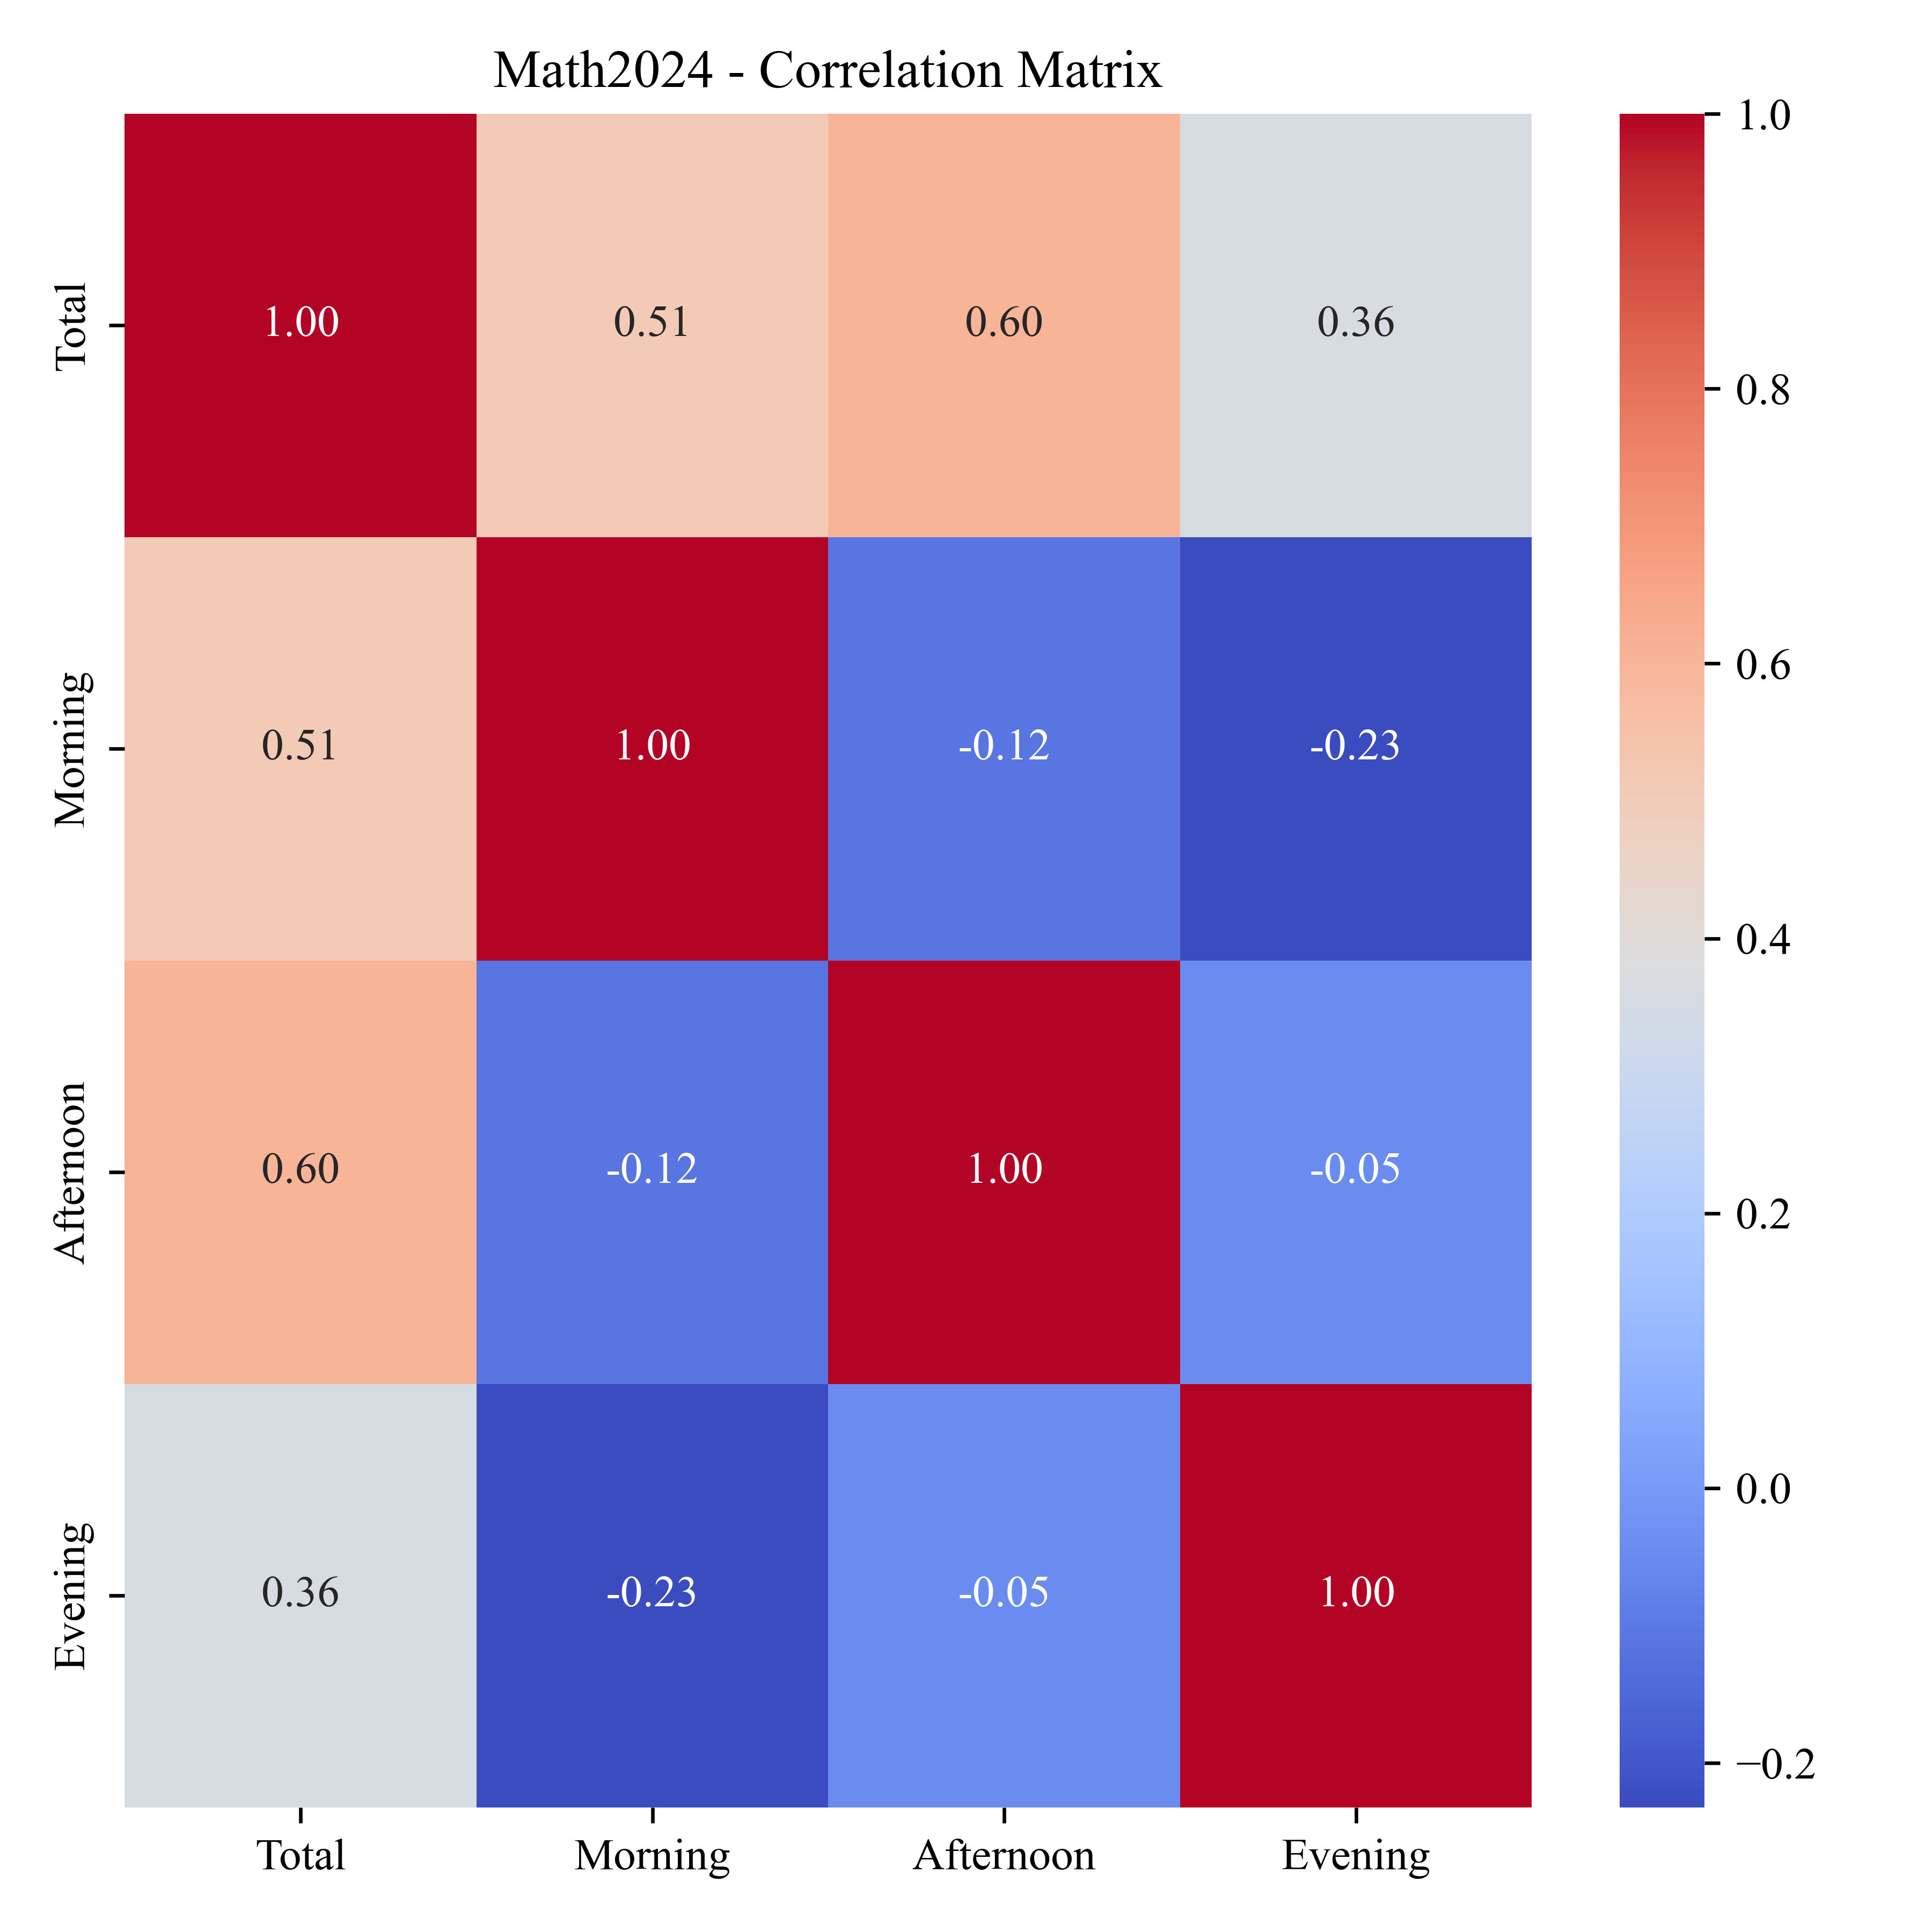 Math2024 - Correlation Matrix
Total 1.00 0.51 0.60 0.36
Morning 0.51 1.00 -0.12 -0.23
Afternoon 0.60 -0.12 1.00 -0.05
Evening 0.36 -0.23 -0.05 1.00
Total Morning Afternoon Evening
1.0
0.8
0.6
0.4
0.2
0.0
−0.2